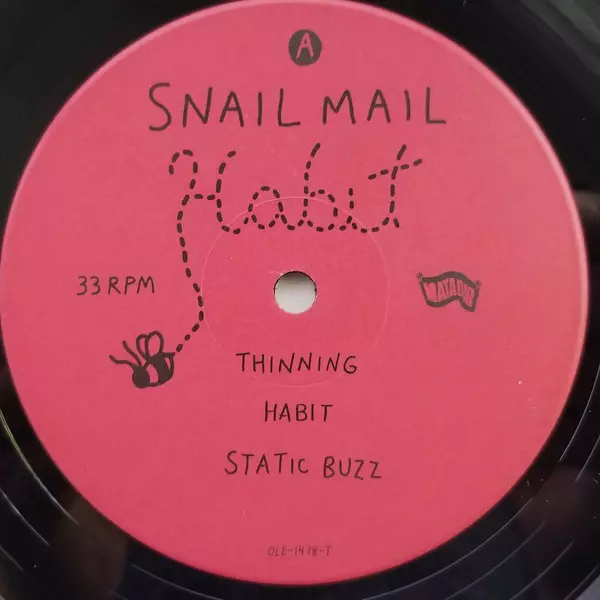 A
SNAIL MAIL
Habit
33 RPM
MATADOR
THINNING
HABIT
STATIC BUZZ
OLE-1478-T